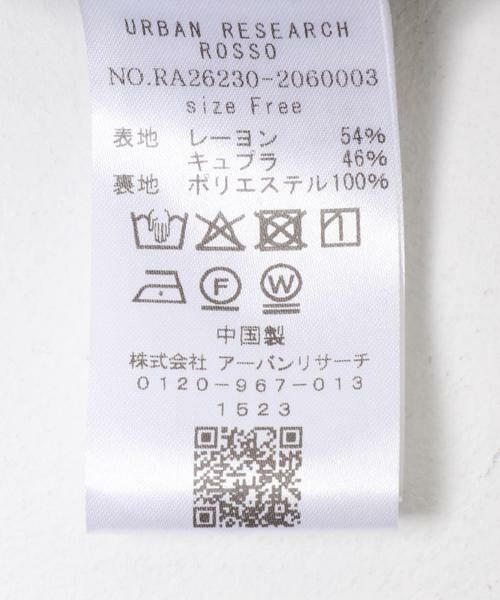 URBAN RESEARCH
ROSSO
NO.RA26230-2060003
size Free
表地 レーヨン 54%
キュプラ 46%
裏地 ポリエステル100%
F W
中国製
株式会社 アーバンリサーチ
0120-967-013
1523